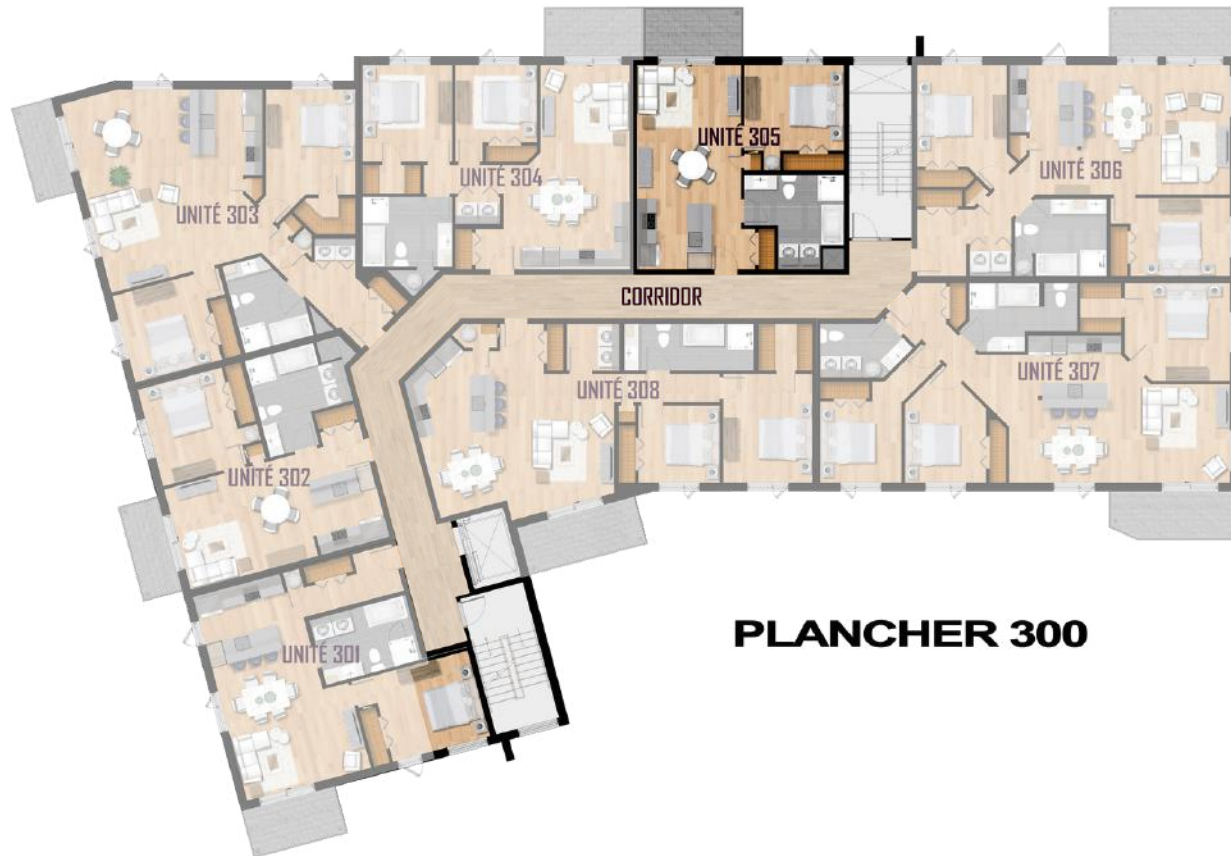 UNITÉ 305
UNITÉ 304
UNITÉ 306
UNITÉ 303
CORRIDOR
UNITÉ 308
UNITÉ 307
UNITÉ 302
PLANCHER 300
UNITÉ 301